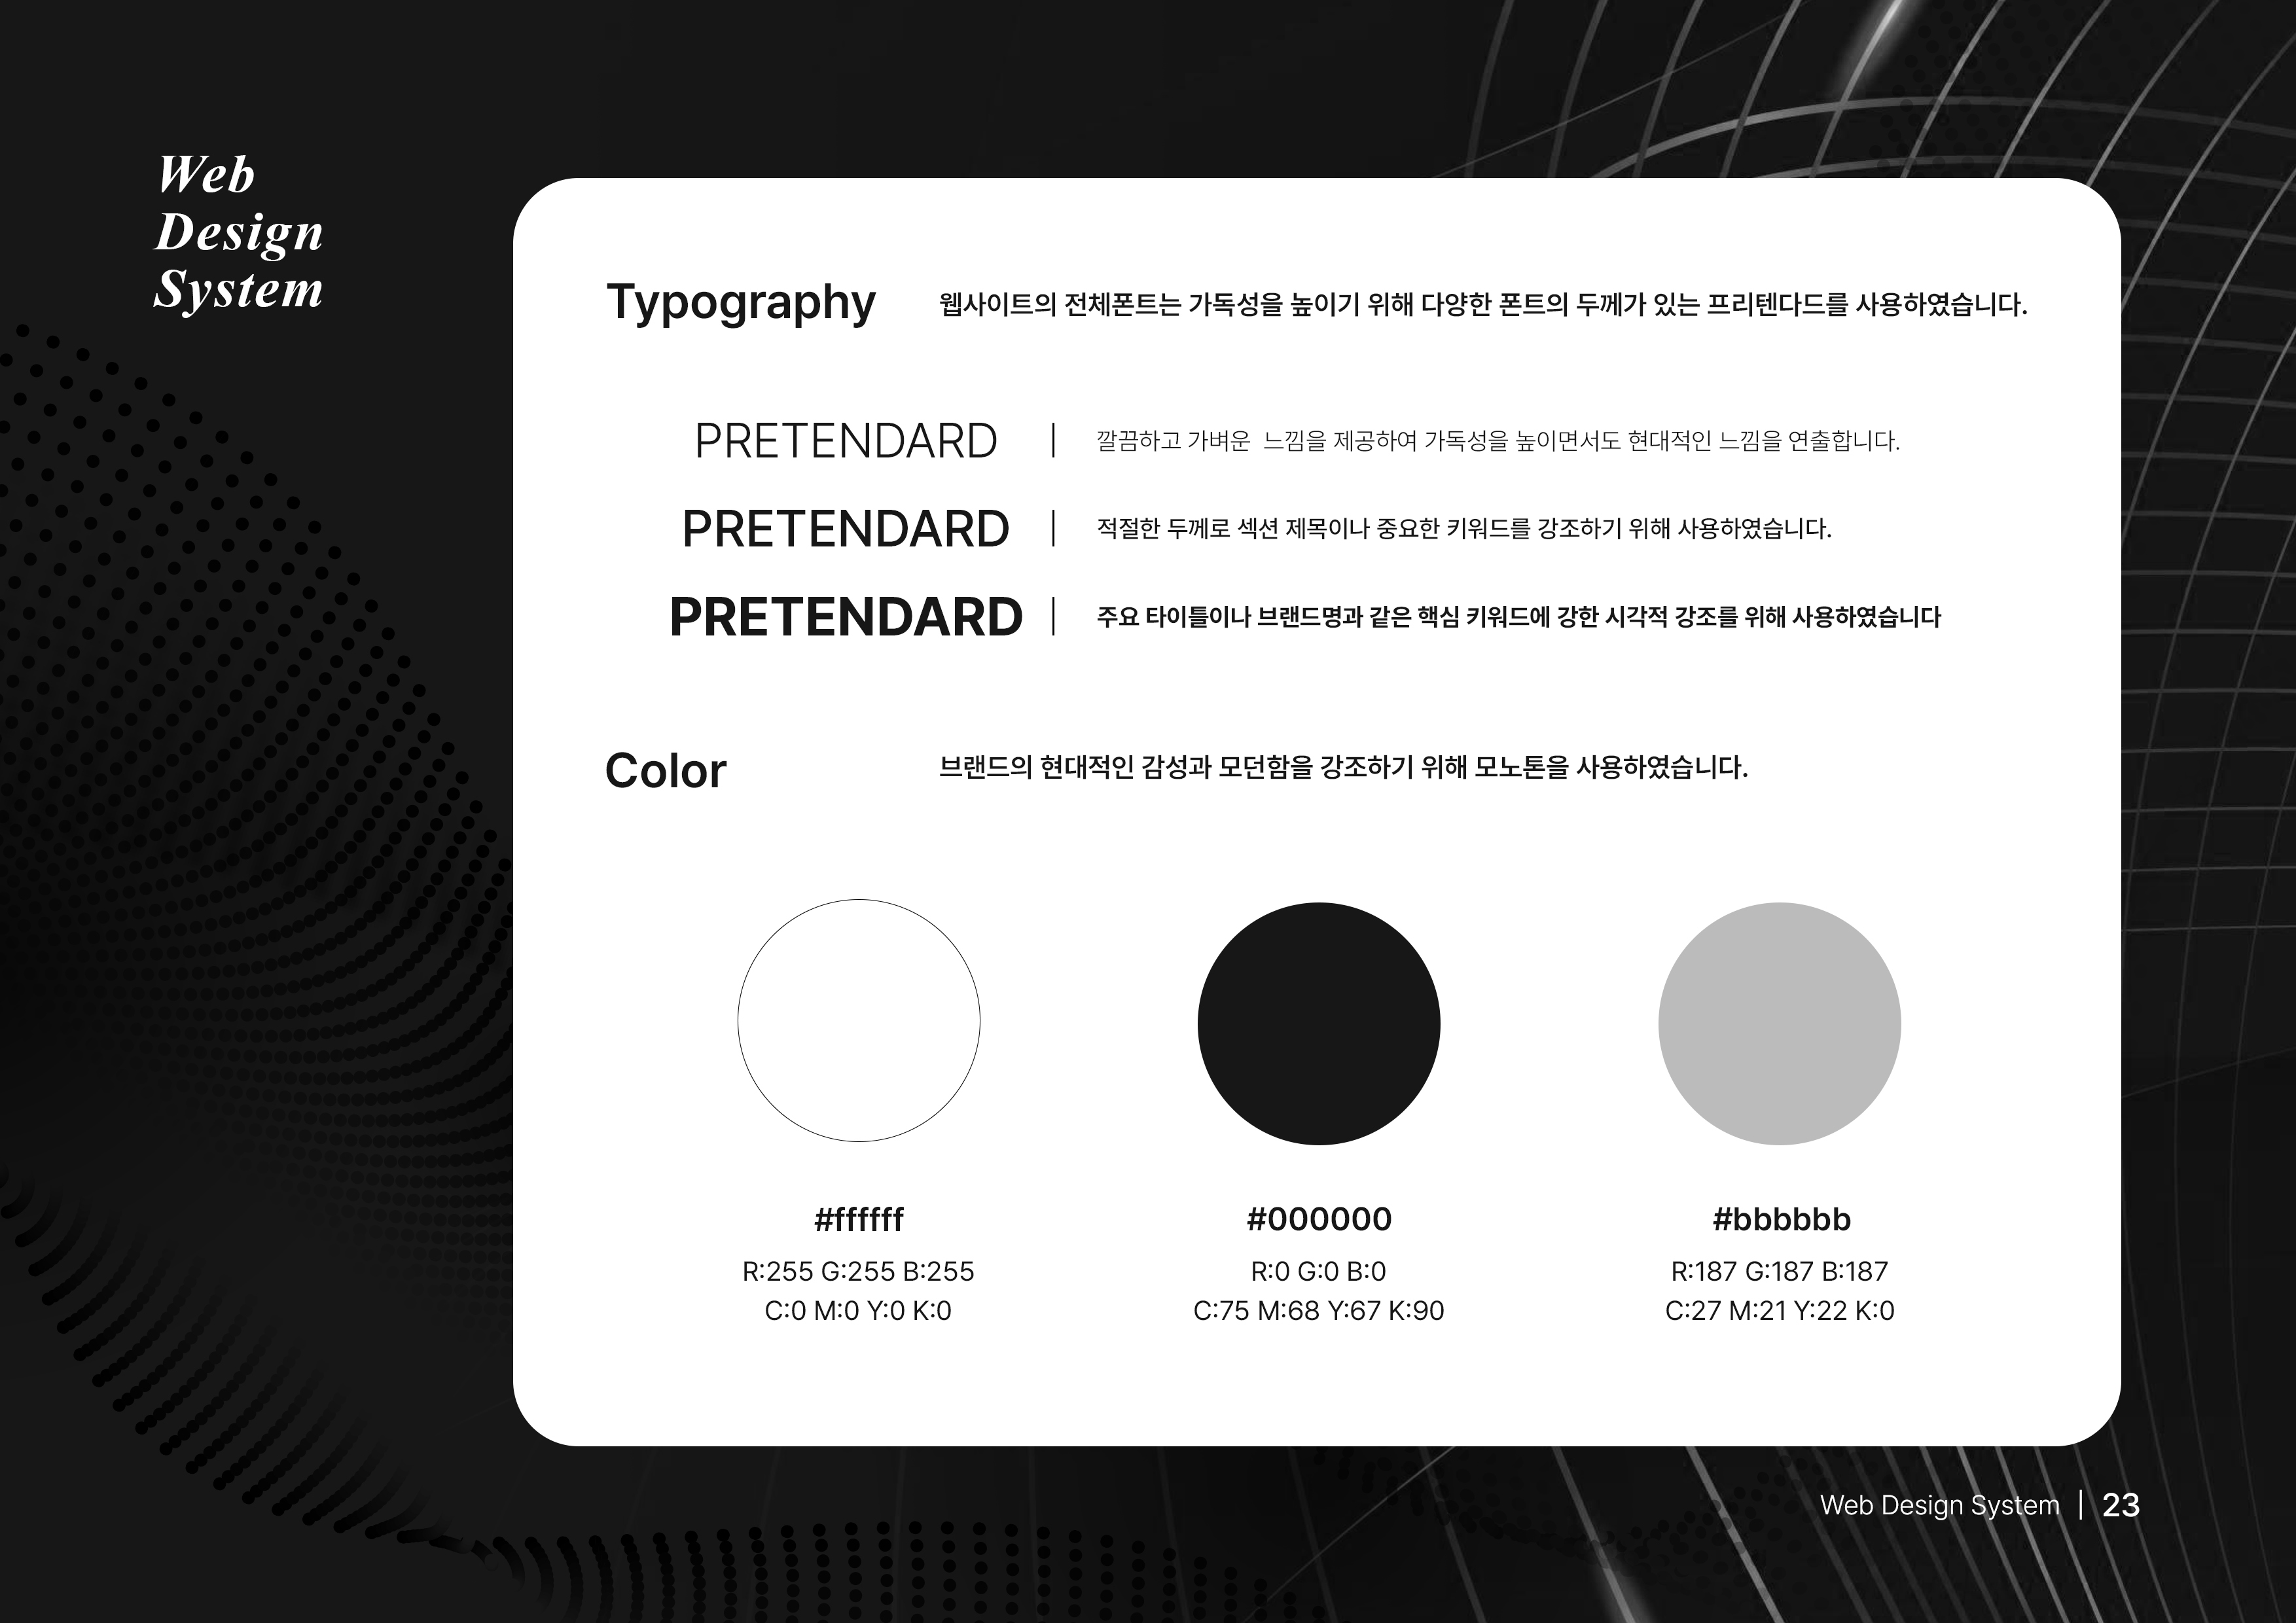 Web
Design
System
Typography
웹사이트의 전체폰트는 가독성을 높이기 위해 다양한 폰트의 두께가 있는 프리텐다드를 사용하였습니다.
PRETENDARD | 깔끔하고 가벼운 느낌을 제공하여 가독성을 높이면서도 현대적인 느낌을 연출합니다.
PRETENDARD | 적절한 두께로 섹션 제목이나 중요한 키워드를 강조하기 위해 사용하였습니다.
PRETENDARD | 주요 타이틀이나 브랜드명과 같은 핵심 키워드에 강한 시각적 강조를 위해 사용하였습니다
Color
브랜드의 현대적인 감성과 모던함을 강조하기 위해 모노톤을 사용하였습니다.
#ffffff
R:255 G:255 B:255
C:0 M:0 Y:0 K:0
#000000
R:0 G:0 B:0
C:75 M:68 Y:67 K:90
#bbbbbb
R:187 G:187 B:187
C:27 M:21 Y:22 K:0
Web Design System | 23